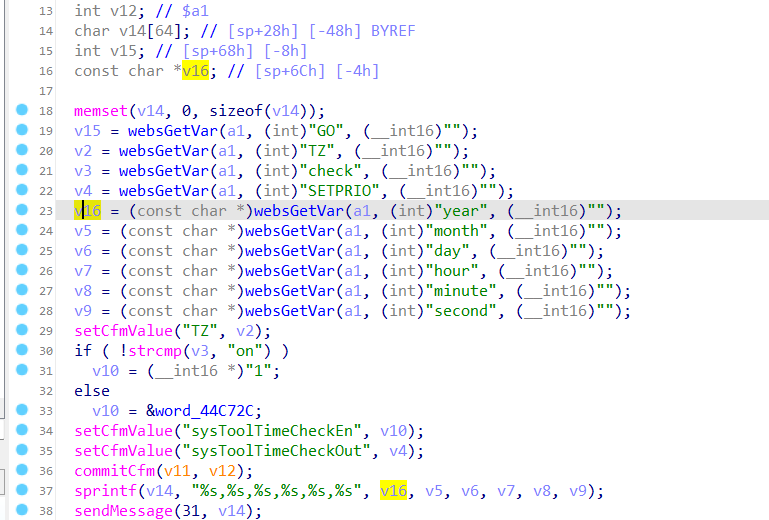 13 int v12; // $a1
14 char v14[64]; // [sp+28h] [-48h] BYREF
15 int v15; // [sp+68h] [-8h]
16 const char *v16; // [sp+6Ch] [-4h]
17
18 memset(v14, 0, sizeof(v14));
19 v15 = websGetVar(a1, (int)"GO", (__int16)"");
20 v2 = websGetVar(a1, (int)"TZ", (__int16)"");
21 v3 = websGetVar(a1, (int)"check", (__int16)"");
22 v4 = websGetVar(a1, (int)"SETPRIO", (__int16)"");
23 v16 = (const char *)websGetVar(a1, (int)"year", (__int16)"");
24 v5 = (const char *)websGetVar(a1, (int)"month", (__int16)"");
25 v6 = (const char *)websGetVar(a1, (int)"day", (__int16)"");
26 v7 = (const char *)websGetVar(a1, (int)"hour", (__int16)"");
27 v8 = (const char *)websGetVar(a1, (int)"minute", (__int16)"");
28 v9 = (const char *)websGetVar(a1, (int)"second", (__int16)"");
29 setCfmValue("TZ", v2);
30 if ( !strcmp(v3, "on") )
31 v10 = (__int16 *)"1";
32 else
33 v10 = &word_44C72C;
34 setCfmValue("sysToolTimeCheckEn", v10);
35 setCfmValue("sysToolTimeCheckOut", v4);
36 commitCfm(v11, v12);
37 sprintf(v14, "%s,%s,%s,%s,%s,%s", v16, v5, v6, v7, v8, v9);
38 sendMessage(31, v14);